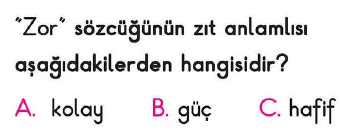 "Zor" sözcüğünün zıt anlamlısı
aşağıdakilerden hangisidir?
A. kolay B. güç C. hafif